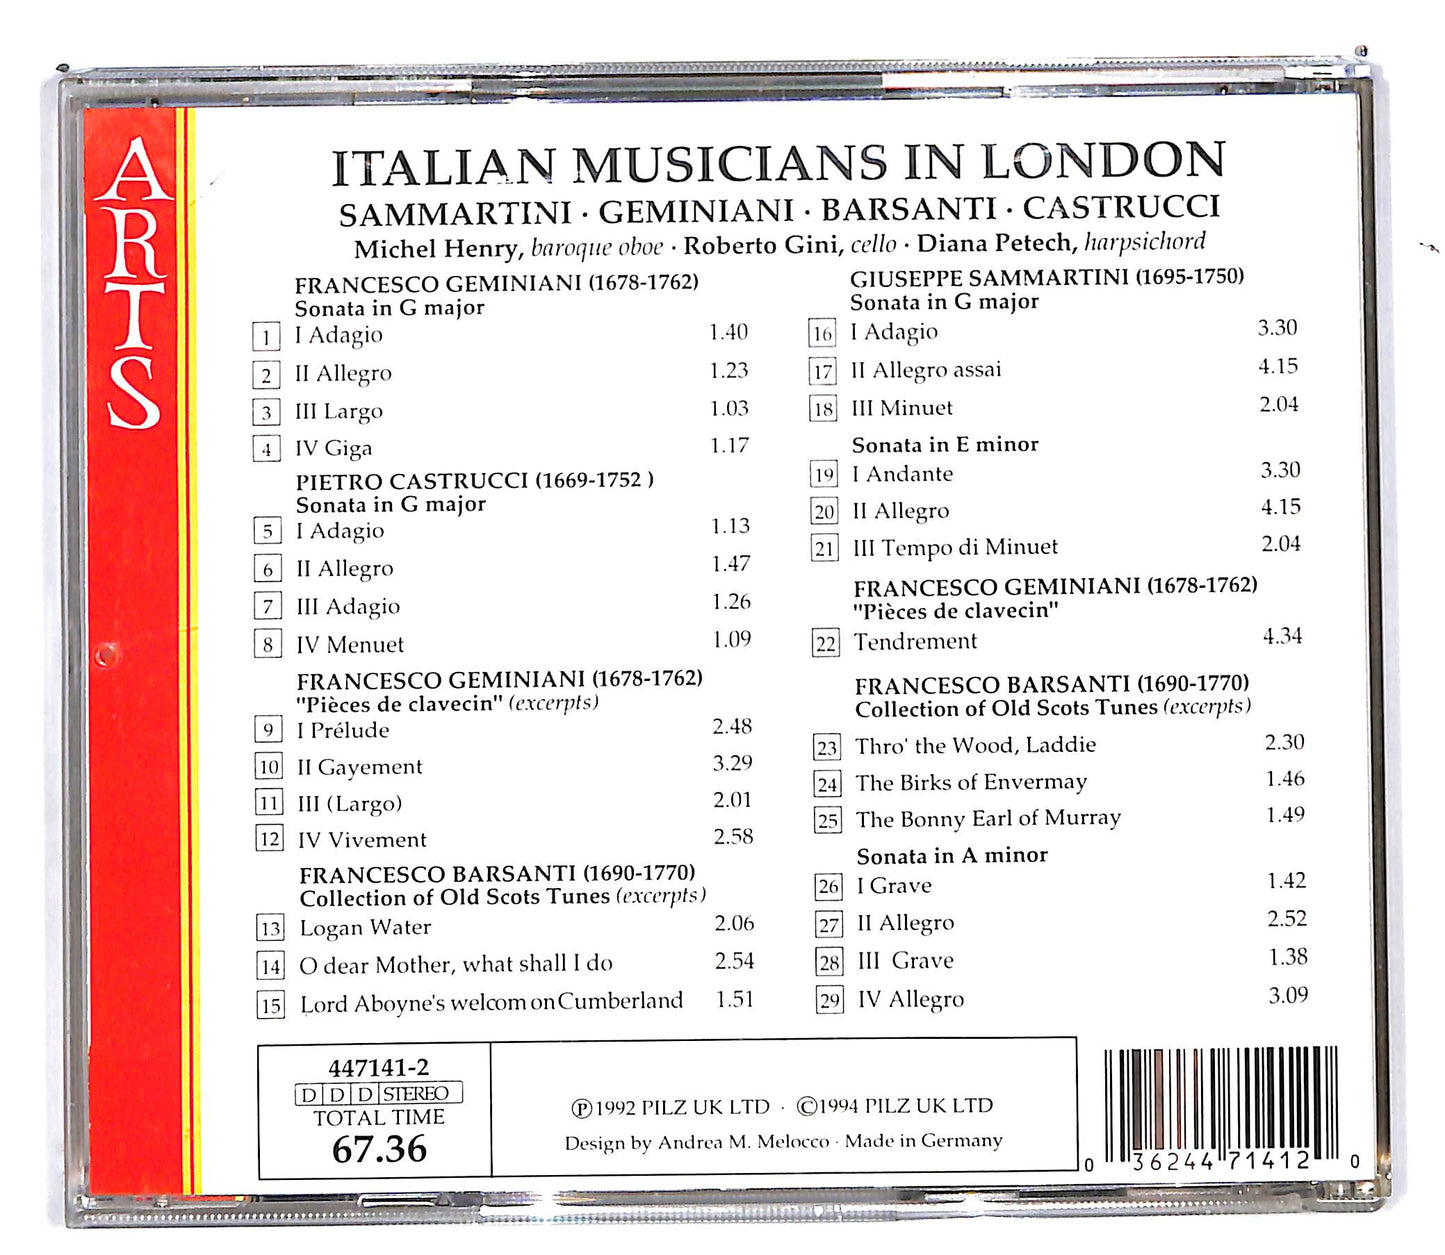 ARTS
ITALIAN MUSICIANS IN LONDON
SAMMARTINI · GEMINIANI · BARSANTI · CASTRUCCI
Michel Henry, baroque oboe · Roberto Gini, cello · Diana Petech, harpsichord
FRANCESCO GEMINIANI (1678-1762)
Sonata in G major
1 I Adagio 1.40
2 II Allegro 1.23
3 III Largo 1.03
4 IV Giga 1.17
PIETRO CASTRUCCI (1669-1752 )
Sonata in G major
5 I Adagio 1.13
6 II Allegro 1.47
7 III Adagio 1.26
8 IV Menuet 1.09
FRANCESCO GEMINIANI (1678-1762)
"Pièces de clavecin" (excerpts)
9 I Prélude 2.48
10 II Gayement 3.29
11 III (Largo) 2.01
12 IV Vivement 2.58
FRANCESCO BARSANTI (1690-1770)
Collection of Old Scots Tunes (excerpts)
13 Logan Water 2.06
14 O dear Mother, what shall I do 2.54
15 Lord Aboyne's welcom on Cumberland 1.51
GIUSEPPE SAMMARTINI (1695-1750)
Sonata in G major
16 I Adagio 3.30
17 II Allegro assai 4.15
18 III Minuet 2.04
Sonata in E minor
19 I Andante 3.30
20 II Allegro 4.15
21 III Tempo di Minuet 2.04
FRANCESCO GEMINIANI (1678-1762)
"Pièces de clavecin"
22 Tendrement 4.34
FRANCESCO BARSANTI (1690-1770)
Collection of Old Scots Tunes (excerpts)
23 Thro' the Wood, Laddie 2.30
24 The Birks of Envermay 1.46
25 The Bonny Earl of Murray 1.49
Sonata in A minor
26 I Grave 1.42
27 II Allegro 2.52
28 III Grave 1.38
29 IV Allegro 3.09
447141-2
D D D STEREO
TOTAL TIME
67.36
℗1992 PILZ UK LTD · ©1994 PILZ UK LTD
Design by Andrea M. Melocco · Made in Germany
0 36244 71412 0